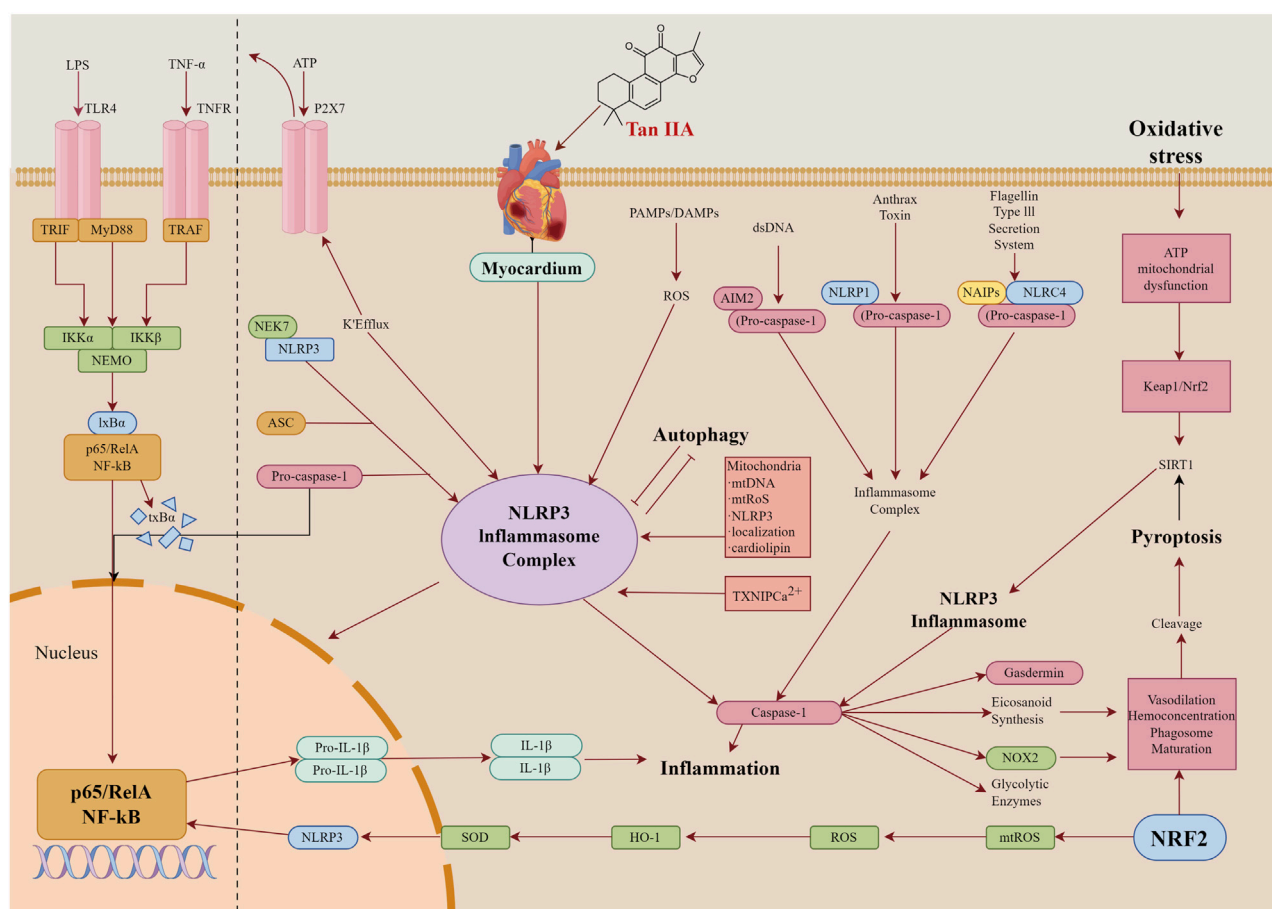 LPS
TNF-α
ATP
TLR4
TNFR
P2X7
Tan IIA
Oxidative
stress
TRIF
MyD88
TRAF
Myocardium
PAMPs/DAMPs
dsDNA
Anthrax
Toxin
Flagellin
Type lll
Secretion
System
ATP
mitochondrial
dysfunction
ROS
AIM2
(Pro-caspase-1
NLRP1
(Pro-caspase-1
NAIPs
NLRC4
(Pro-caspase-1
IKKα
IKKβ
NEMO
NEK7
NLRP3
K'Efflux
Keap1/Nrf2
lxBα
p65/RelA
NF-kB
ASC
Pro-caspase-1
txBα
Autophagy
Mitochondria
·mtDNA
·mtRoS
·NLRP3
·localization
·cardiolipin
Inflammasome
Complex
SIRT1
NLRP3
lnflammasome
Complex
TXNIPCa2+
Pyroptosis
NLRP3
Inflammasome
Cleavage
Nucleus
Gasdermin
Caspase-1
Eicosanoid
Synthesis
Vasodilation
Hemoconcentration
Phagosome
Maturation
Pro-IL-1β
Pro-IL-1β
IL-1β
IL-1β
Inflammation
NOX2
Glycolytic
Enzymes
p65/RelA
NF-kB
NLRP3
SOD
HO-1
ROS
mtROS
NRF2